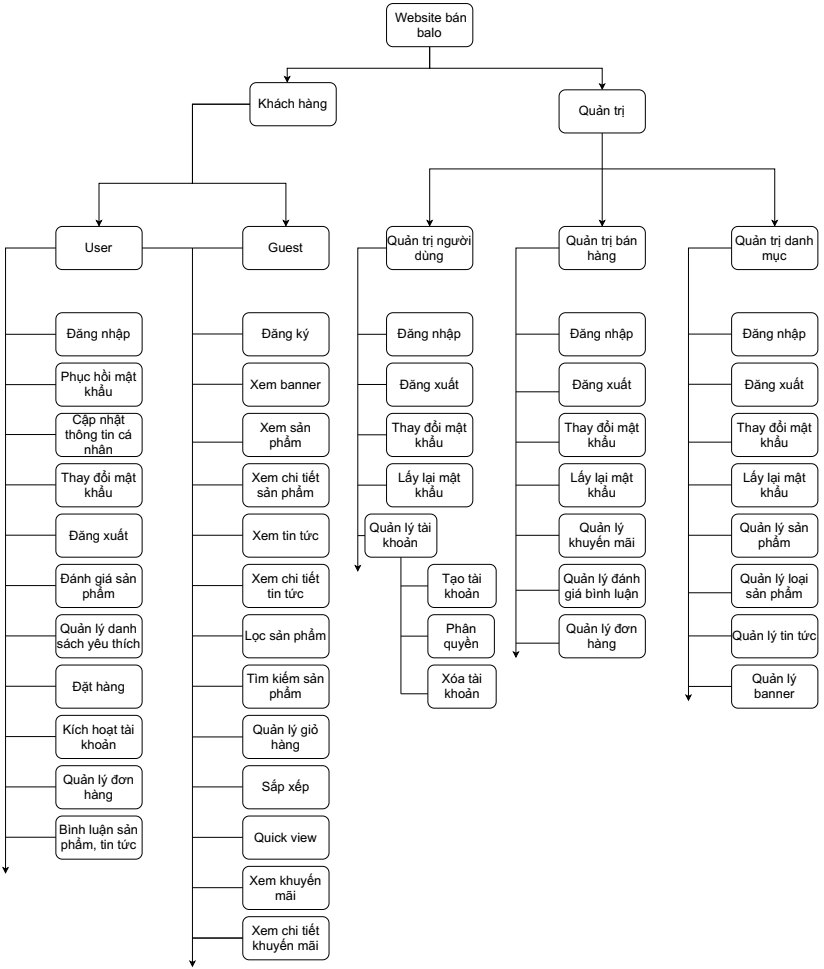 Website bán
balo
Khách hàng
Quản trị
User
Guest
Quản trị người
dùng
Quản trị bán
hàng
Quản trị danh
mục
Đăng nhập
Phục hồi mật
khẩu
Cập nhật
thông tin cá
nhân
Thay đổi mật
khẩu
Đăng xuất
Đánh giá sản
phẩm
Quản lý danh
sách yêu thích
Đặt hàng
Kích hoạt tài
khoản
Quản lý đơn
hàng
Bình luận sản
phẩm, tin tức
Đăng ký
Xem banner
Xem sản
phẩm
Xem chi tiết
sản phẩm
Xem tin tức
Xem chi tiết
tin tức
Lọc sản phẩm
Tìm kiếm sản
phẩm
Quản lý giỏ
hàng
Sắp xếp
Quick view
Xem khuyến
mãi
Xem chi tiết
khuyến mãi
Đăng nhập
Đăng xuất
Thay đổi mật
khẩu
Lấy lại mật
khẩu
Quản lý tài
khoản
Tạo tài
khoản
Phân
quyền
Xóa tài
khoản
Đăng nhập
Đăng xuất
Thay đổi mật
khẩu
Lấy lại mật
khẩu
Quản lý
khuyến mãi
Quản lý đánh
giá bình luận
Quản lý đơn
hàng
Đăng nhập
Đăng xuất
Thay đổi mật
khẩu
Lấy lại mật
khẩu
Quản lý sản
phẩm
Quản lý loại
sản phẩm
Quản lý tin tức
Quản lý
banner